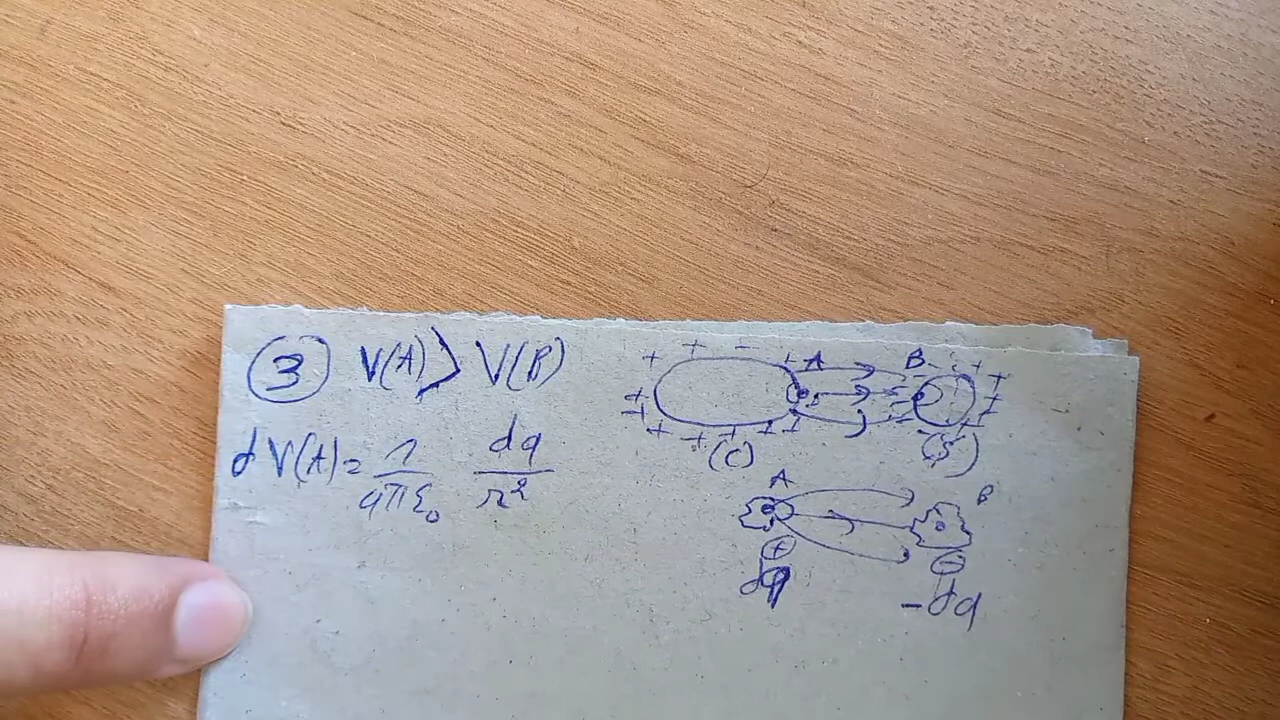 3 V(A) > V(B)
dV(A) = 1/4πε₀ dq/r²
+ + - + A B - + +
+ + + + + + + +
(C) (S)
A B
+ -
dq -dq